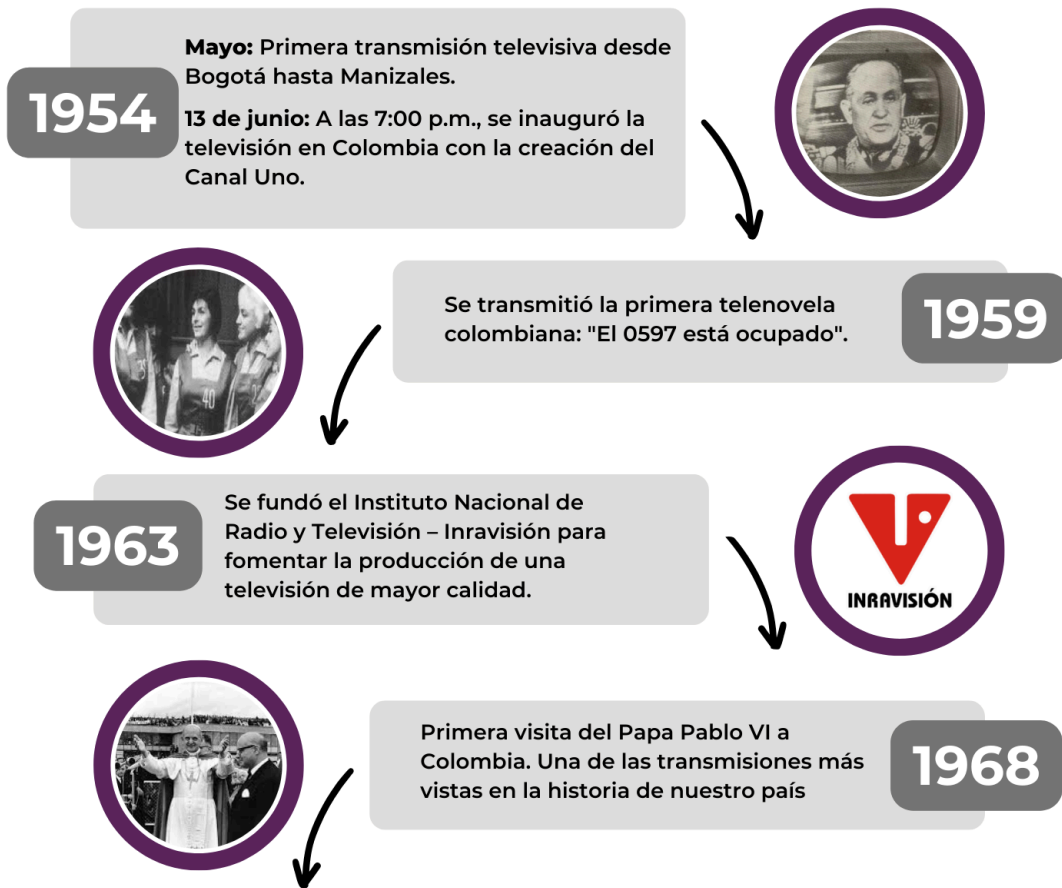 1954
Mayo: Primera transmisión televisiva desde
Bogotá hasta Manizales.
13 de junio: A las 7:00 p.m., se inauguró la
televisión en Colombia con la creación del
Canal Uno.
Se transmitió la primera telenovela
colombiana: "El 0597 está ocupado".
1959
40
1963
Se fundó el Instituto Nacional de
Radio y Televisión – Inravisión para
fomentar la producción de una
televisión de mayor calidad.
INRAVISIÓN
Primera visita del Papa Pablo VI a
Colombia. Una de las transmisiones más
vistas en la historia de nuestro país
1968